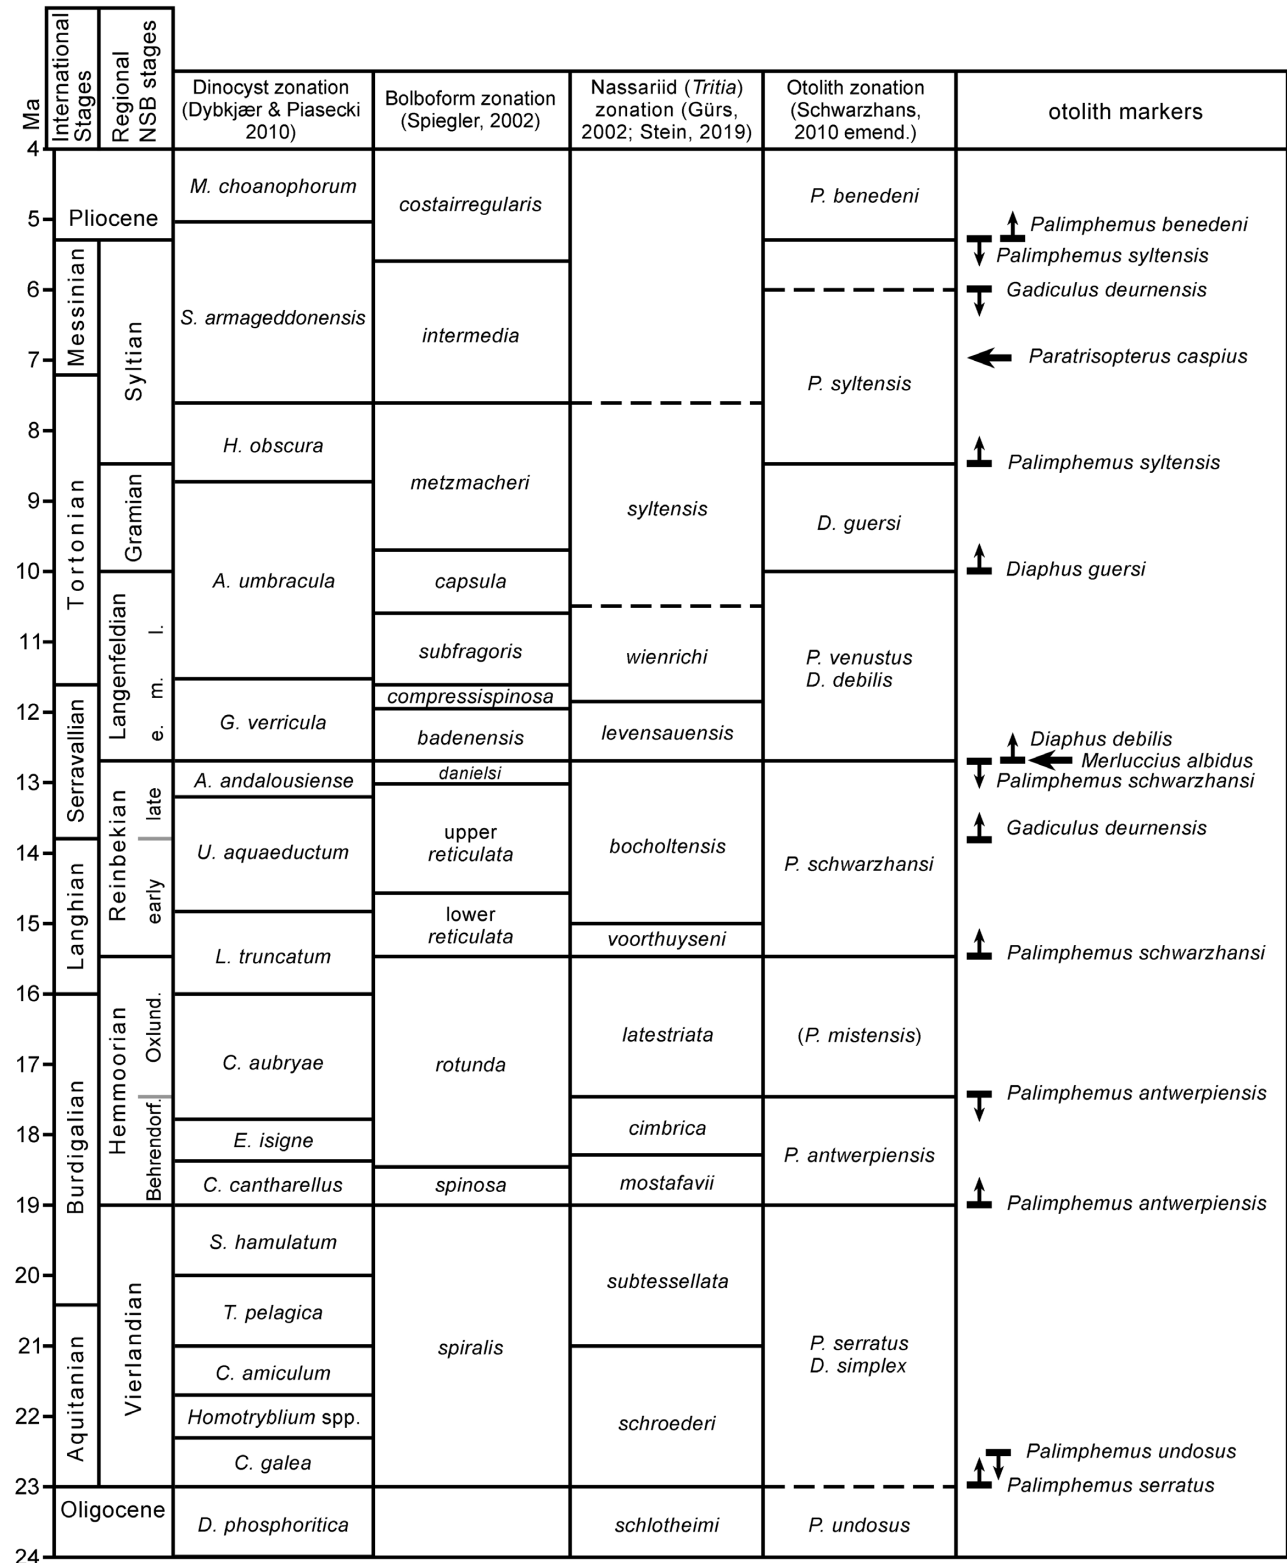 Ma
International
Stages
Regional
NSB stages
Dinocyst zonation
(Dybkjær & Piasecki
2010)
Bolboform zonation
(Spiegler, 2002)
Nassariid (Tritia)
zonation (Gürs,
2002; Stein, 2019)
Otolith zonation
(Schwarzhans,
2010 emend.)
otolith markers
4
5
6
7
8
9
10
11
12
13
14
15
16
17
18
19
20
21
22
23
24
Pliocene
Messinian
Tortonian
Serravallian
Langhian
Burdigalian
Aquitanian
Oligocene
Syltian
Gramian
Langenfeldian
l.
m.
e.
Reinbekian
late
early
Hemmoorian
Oxlund.
Behrendorf.
Vierlandian
M. choanophorum
S. armageddonensis
H. obscura
A. umbracula
G. verricula
A. andalousiense
U. aquaeductum
L. truncatum
C. aubryae
E. isigne
C. cantharellus
S. hamulatum
T. pelagica
C. amiculum
Homotryblium spp.
C. galea
D. phosphoritica
costairregularis
intermedia
metzmacheri
capsula
subfragoris
compressispinosa
badenensis
danielsi
upper
reticulata
lower
reticulata
rotunda
spinosa
spiralis
syltensis
wienrichi
levensauensis
bocholtensis
voorthuyseni
latestriata
cimbrica
mostafavii
subtessellata
schroederi
schlotheimi
P. benedeni
P. syltensis
D. guersi
P. venustus
D. debilis
P. schwarzhansi
(P. mistensis)
P. antwerpiensis
P. serratus
D. simplex
P. undosus
Palimphemus benedeni
Palimphemus syltensis
Gadiculus deurnensis
Paratrisopterus caspius
Palimphemus syltensis
Diaphus guersi
Diaphus debilis
Merluccius albidus
Palimphemus schwarzhansi
Gadiculus deurnensis
Palimphemus schwarzhansi
Palimphemus antwerpiensis
Palimphemus antwerpiensis
Palimphemus undosus
Palimphemus serratus